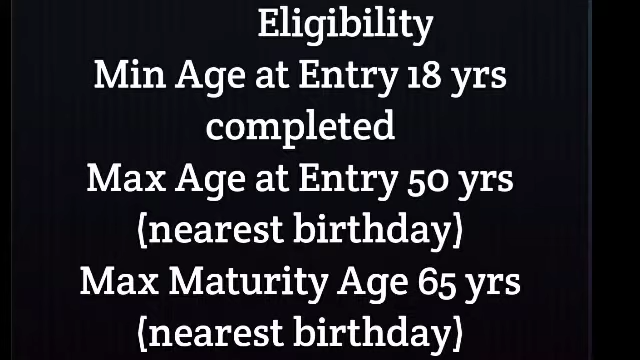 Eligibility
Min Age at Entry 18 yrs
completed
Max Age at Entry 50 yrs
(nearest birthday)
Max Maturity Age 65 yrs
(nearest birthday)